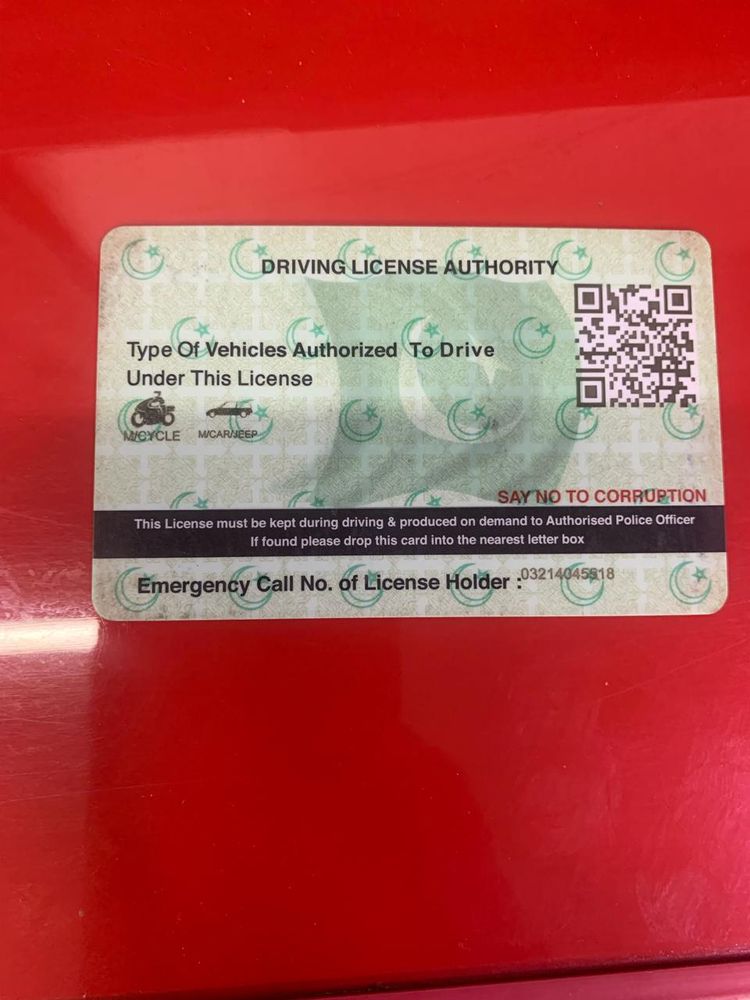 DRIVING LICENSE AUTHORITY
Type Of Vehicles Authorized To Drive
Under This License
M/CYCLE M/CAR/JEEP
SAY NO TO CORRUPTION
This License must be kept during driving & produced on demand to Authorised Police Officer
If found please drop this card into the nearest letter box
Emergency Call No. of License Holder : 03214045518